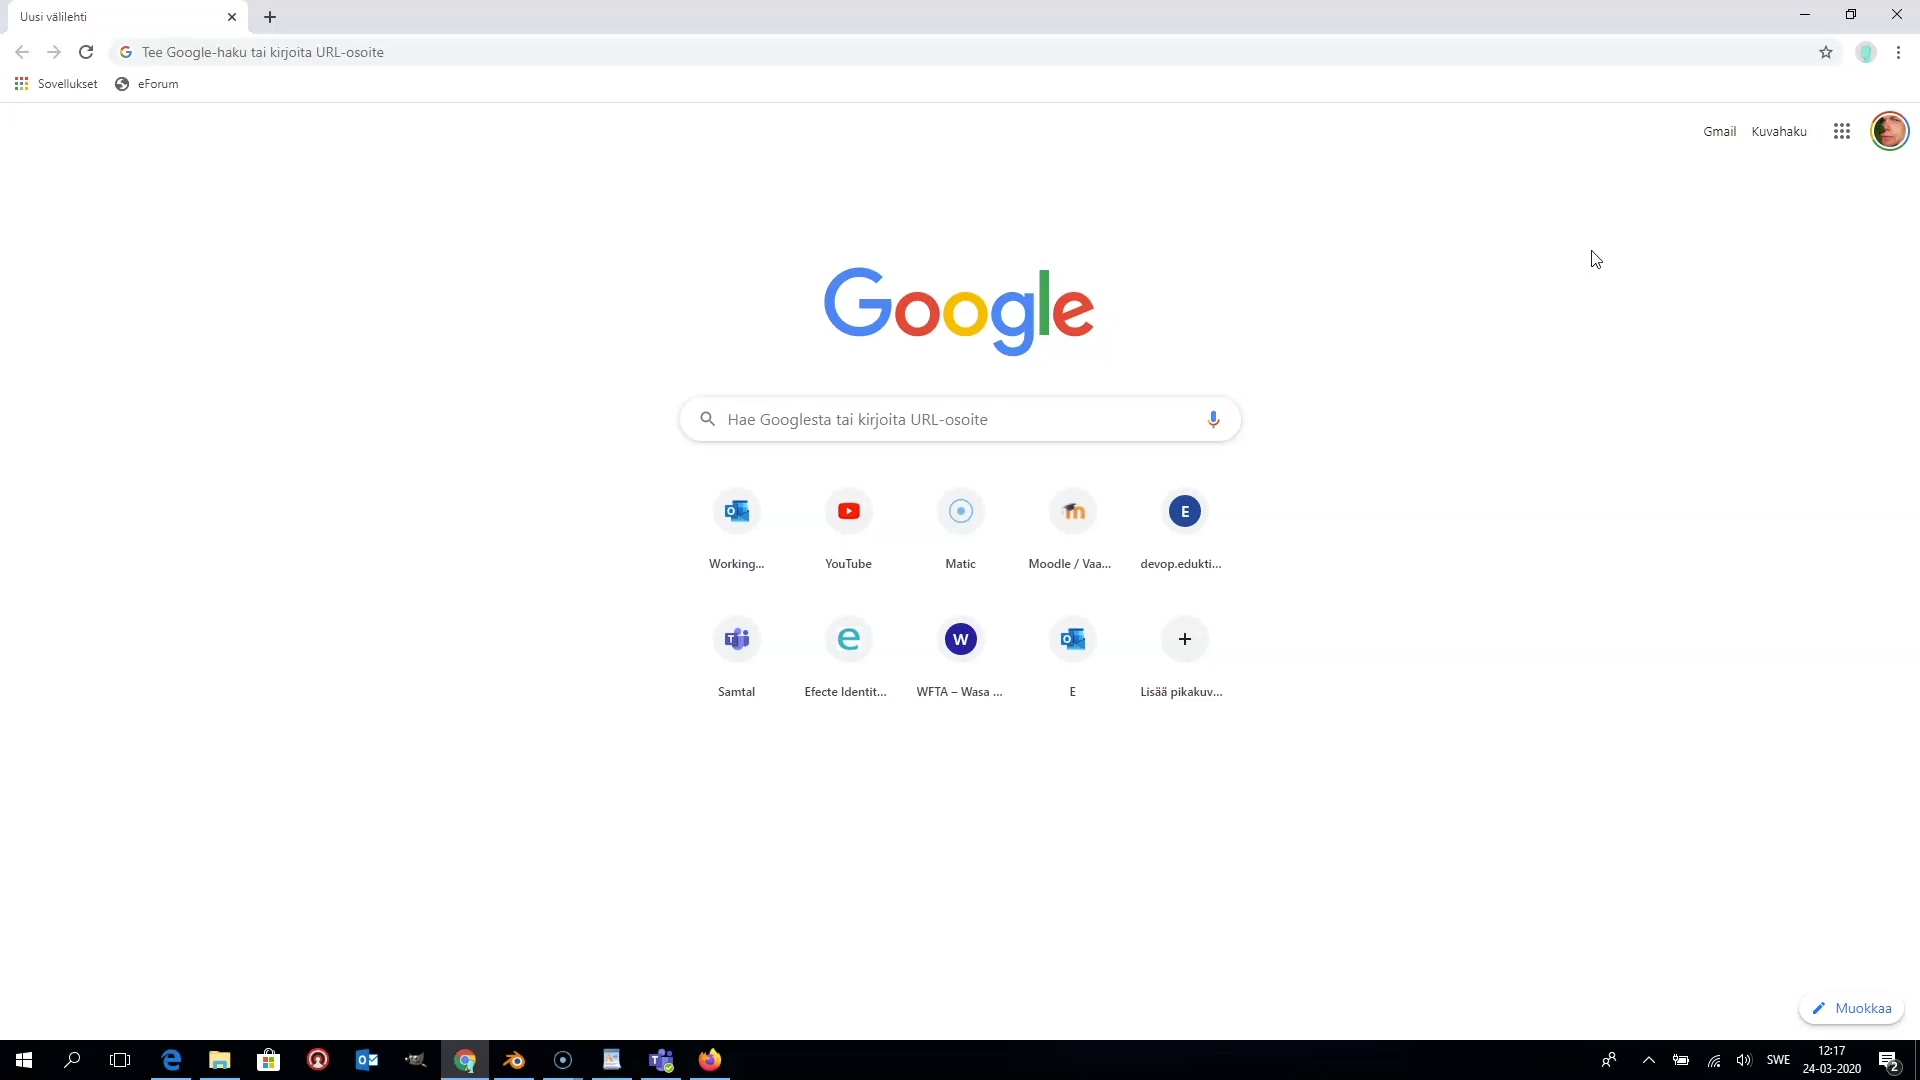 Uusi välilehti
Tee Google-haku tai kirjoita URL-osoite
Sovellukset
eForum
Gmail
Kuvahaku
Google
Hae Googlesta tai kirjoita URL-osoite
Working...
YouTube
Matic
Moodle / Vaa...
E
devop.edukti...
Samtal
Efecte Identit...
W
WFTA – Wasa ...
E
Lisää pikakuv...
Muokkaa
SWE
12:17
24-03-2020
2